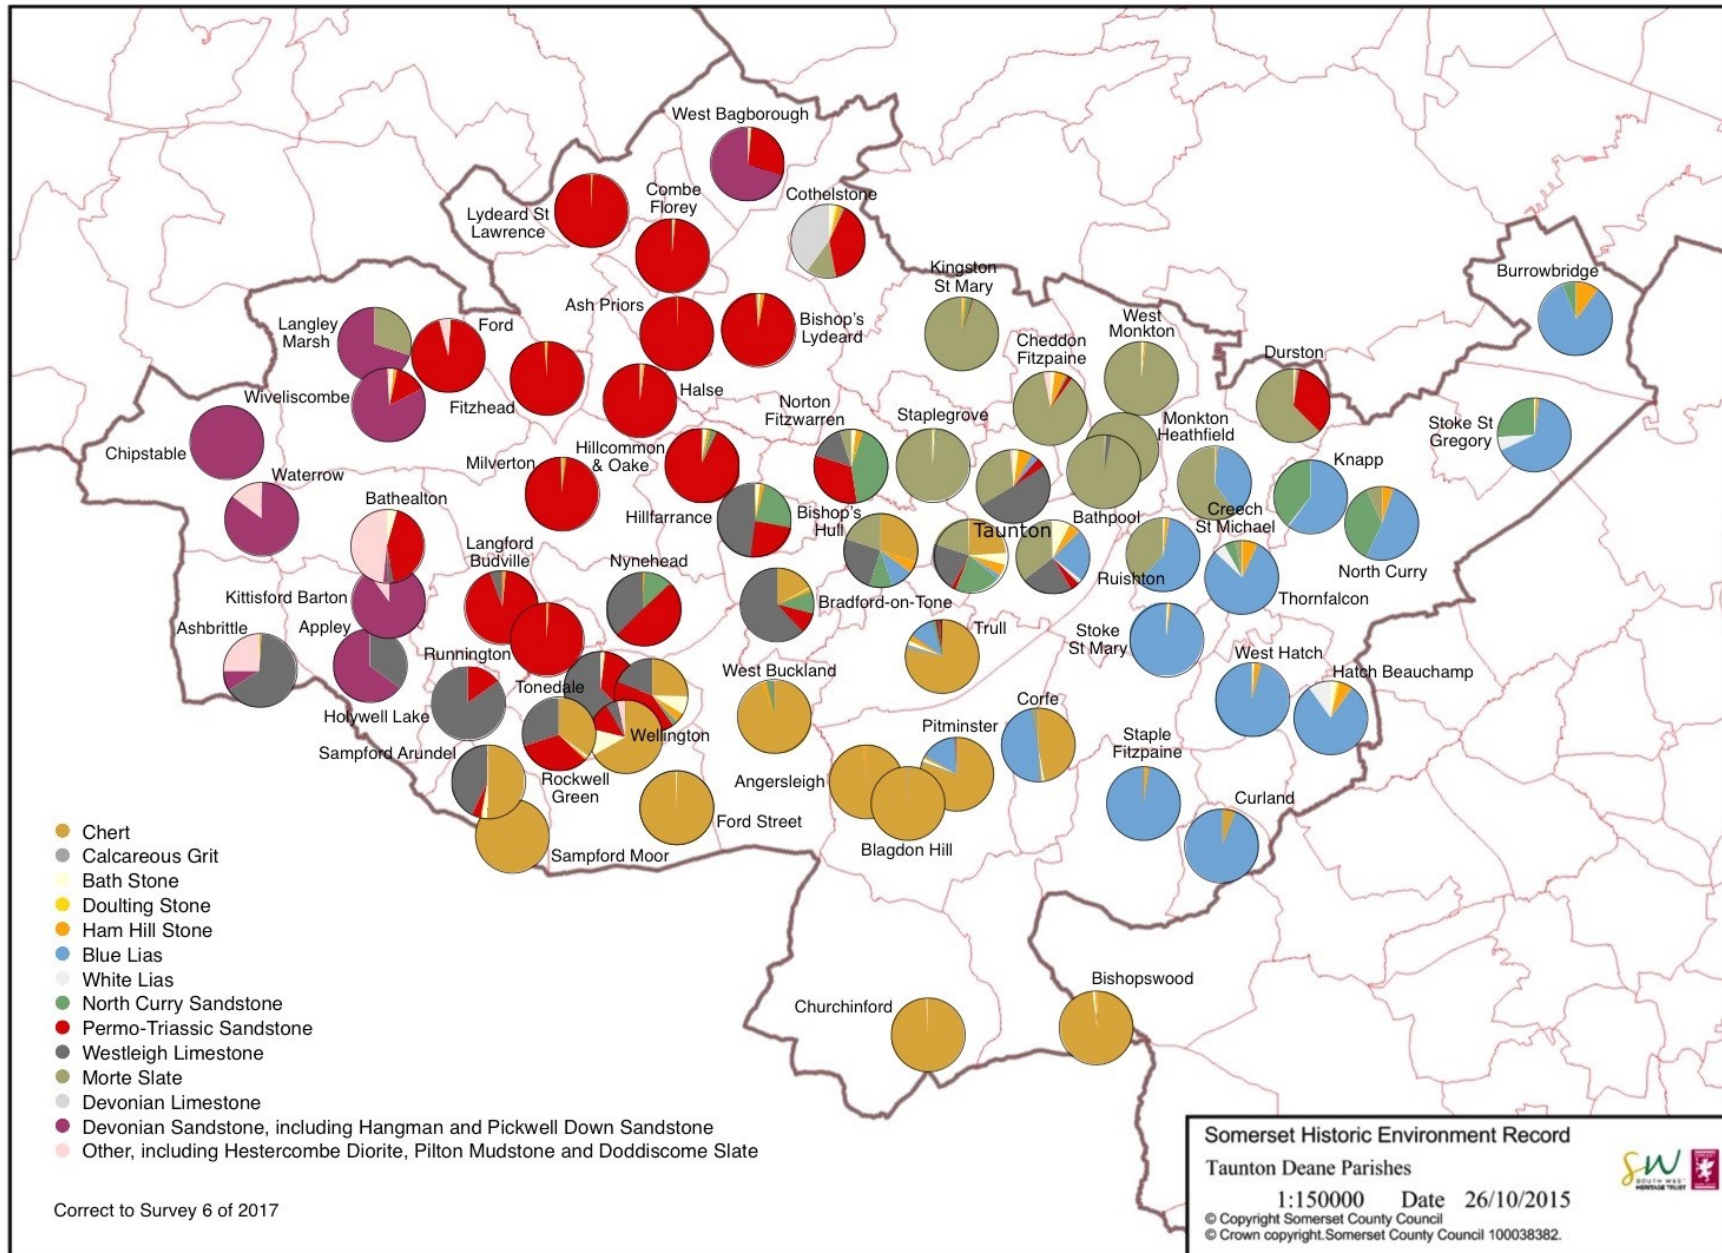 West Bagborough
Lydeard St
Lawrence
Combe
Florey
Cothelstone
Kingston
St Mary
Burrowbridge
Ash Priors
Bishop's
Lydeard
Langley
Marsh
Ford
West
Monkton
Cheddon
Fitzpaine
Durston
Wiveliscombe
Fitzhead
Halse
Norton
Fitzwarren
Staplegrove
Monkton
Heathfield
Stoke St
Gregory
Chipstable
Milverton
Hillcommon
& Oake
Knapp
Waterrow
Bathealton
Hillfarrance
Bishop's
Hull
Taunton
Bathpool
Creech
St Michael
North Curry
Langford
Budville
Nynehead
Ruishton
Thornfalcon
Kittisford Barton
Bradford-on-Tone
Ashbrittle
Appley
Runnington
Trull
Stoke
St Mary
West Hatch
Hatch Beauchamp
Tonedale
West Buckland
Holywell Lake
Wellington
Corfe
Pitminster
Staple
Fitzpaine
Sampford Arundel
Rockwell
Green
Angersleigh
Curland
Ford Street
Blagdon Hill
Sampford Moor
Churchinford
Bishopswood
Chert
Calcareous Grit
Bath Stone
Doulting Stone
Ham Hill Stone
Blue Lias
White Lias
North Curry Sandstone
Permo-Triassic Sandstone
Westleigh Limestone
Morte Slate
Devonian Limestone
Devonian Sandstone, including Hangman and Pickwell Down Sandstone
Other, including Hestercombe Diorite, Pilton Mudstone and Doddiscome Slate
Correct to Survey 6 of 2017
Somerset Historic Environment Record
Taunton Deane Parishes
1:150000 Date 26/10/2015
© Copyright Somerset County Council
© Crown copyright.Somerset County Council 100038382.
SW
SOUTH WEST
HERITAGE TRUST